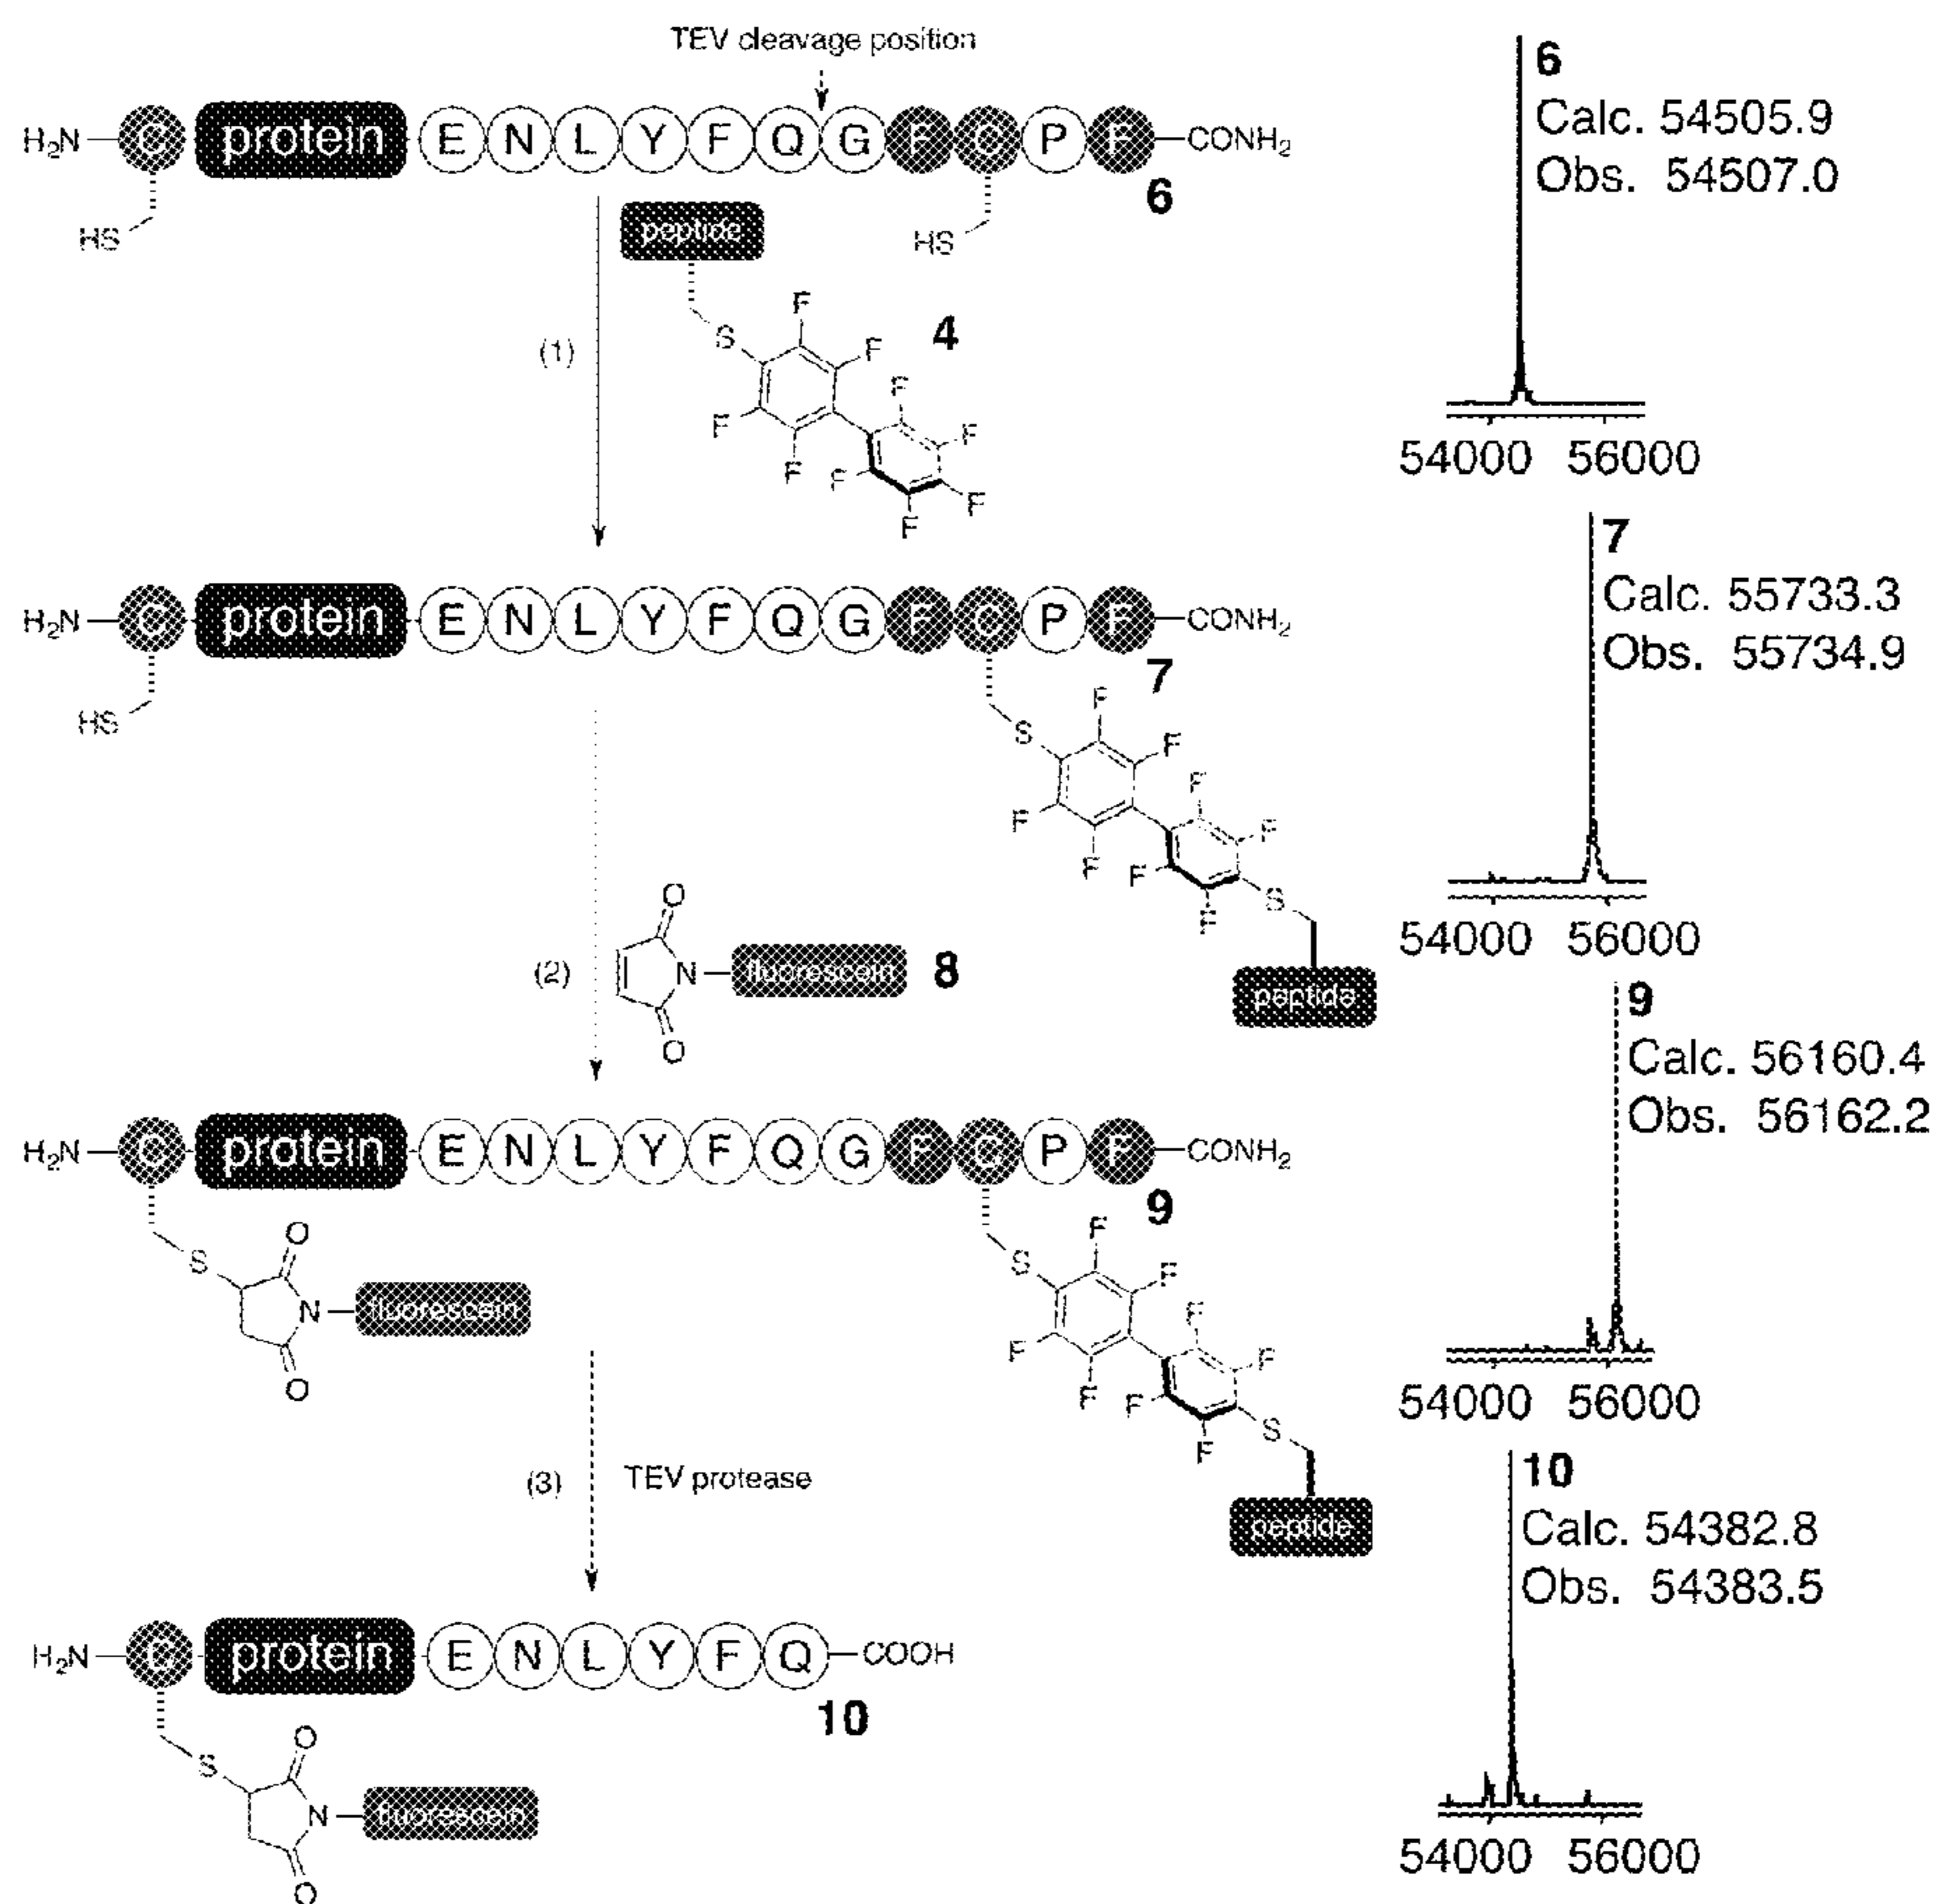 TEV cleavage position
H₂N C protein E N L Y F Q G F C P F CONH₂
6
HS
HS
peptide
4
(1)
S
F
F
F
F
F
F
F
F
F
6
Calc. 54505.9
Obs. 54507.0
54000 56000
H₂N C protein E N L Y F Q G F C P F CONH₂
7
HS
S
F
F
F
F
F
F
F
F
S
peptide
(2)
O
N
O
fluorescein
8
7
Calc. 55733.3
Obs. 55734.9
54000 56000
H₂N C protein E N L Y F Q G F C P F CONH₂
9
S
O
N
O
fluorescein
S
F
F
F
F
F
F
F
F
S
peptide
9
Calc. 56160.4
Obs. 56162.2
54000 56000
(3)
TEV protease
H₂N C protein E N L Y F Q COOH
10
S
O
N
O
fluorescein
10
Calc. 54382.8
Obs. 54383.5
54000 56000